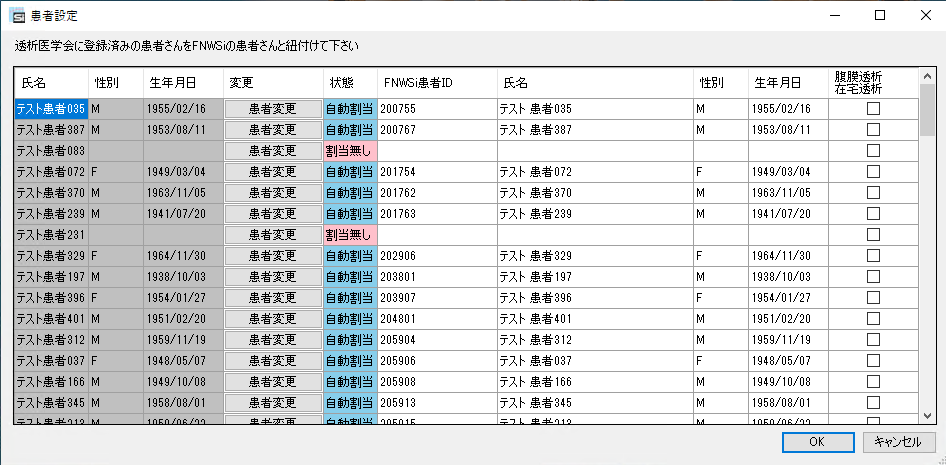 患者設定
透析医学会に登録済みの患者さんをFNWSiの患者さんと紐付けて下さい
氏名 性別 生年月日 変更 状態 FNWSi患者ID 氏名 性別 生年月日 腹膜透析
在宅透析
テスト患者035 M 1955/02/16 患者変更 自動割当 200755 テスト 患者035 M 1955/02/16
テスト患者387 M 1953/08/11 患者変更 自動割当 200767 テスト 患者387 M 1953/08/11
テスト患者083 患者変更 割当無し
テスト患者072 F 1949/03/04 患者変更 自動割当 201754 テスト 患者072 F 1949/03/04
テスト患者370 M 1963/11/05 患者変更 自動割当 201762 テスト 患者370 M 1963/11/05
テスト患者239 M 1941/07/20 患者変更 自動割当 201763 テスト 患者239 M 1941/07/20
テスト患者231 患者変更 割当無し
テスト患者329 F 1964/11/30 患者変更 自動割当 202906 テスト 患者329 F 1964/11/30
テスト患者197 M 1938/10/03 患者変更 自動割当 203801 テスト 患者197 M 1938/10/03
テスト患者396 F 1954/01/27 患者変更 自動割当 203907 テスト 患者396 F 1954/01/27
テスト患者401 M 1951/02/20 患者変更 自動割当 204801 テスト 患者401 M 1951/02/20
テスト患者312 M 1959/11/19 患者変更 自動割当 205904 テスト 患者312 M 1959/11/19
テスト患者037 F 1948/05/07 患者変更 自動割当 205906 テスト 患者037 F 1948/05/07
テスト患者166 M 1949/10/08 患者変更 自動割当 205908 テスト 患者166 M 1949/10/08
テスト患者345 M 1958/08/01 患者変更 自動割当 205913 テスト 患者345 M 1958/08/01
患者変更 自動割当
OK キャンセル